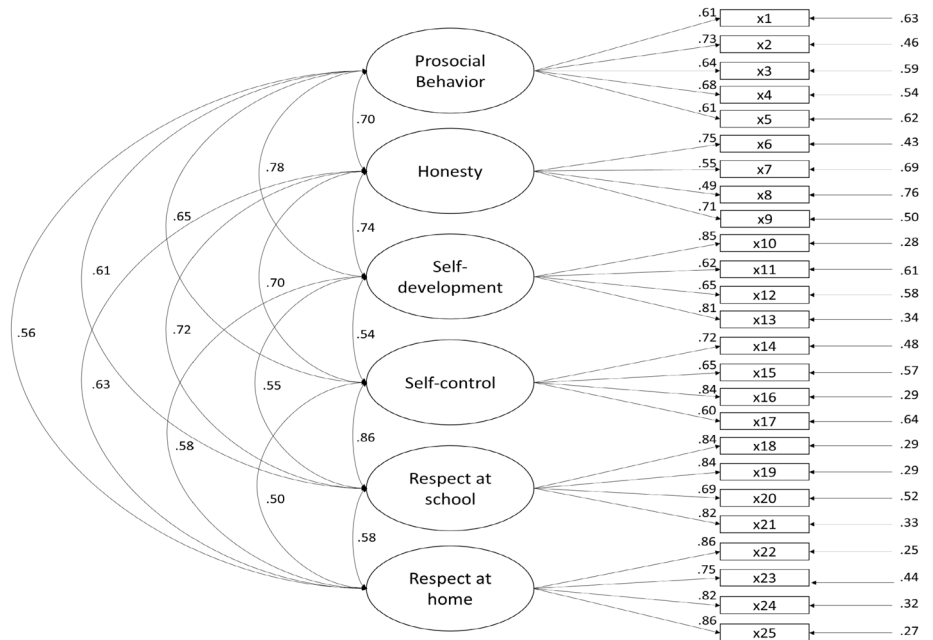 Prosocial
Behavior
Honesty
Self-
development
Self-control
Respect at
school
Respect at
home
.70
.74
.54
.86
.58
.78
.70
.55
.50
.65
.72
.58
.61
.63
.56
.61 x1 .63
.73 x2 .46
.64 x3 .59
.68 x4 .54
.61 x5 .62
.75 x6 .43
.55 x7 .69
.49 x8 .76
.71 x9 .50
.85 x10 .28
.62 x11 .61
.65 x12 .58
.81 x13 .34
.72 x14 .48
.65 x15 .57
.84 x16 .29
.60 x17 .64
.84 x18 .29
.84 x19 .29
.69 x20 .52
.82 x21 .33
.86 x22 .25
.75 x23 .44
.82 x24 .32
.86 x25 .27